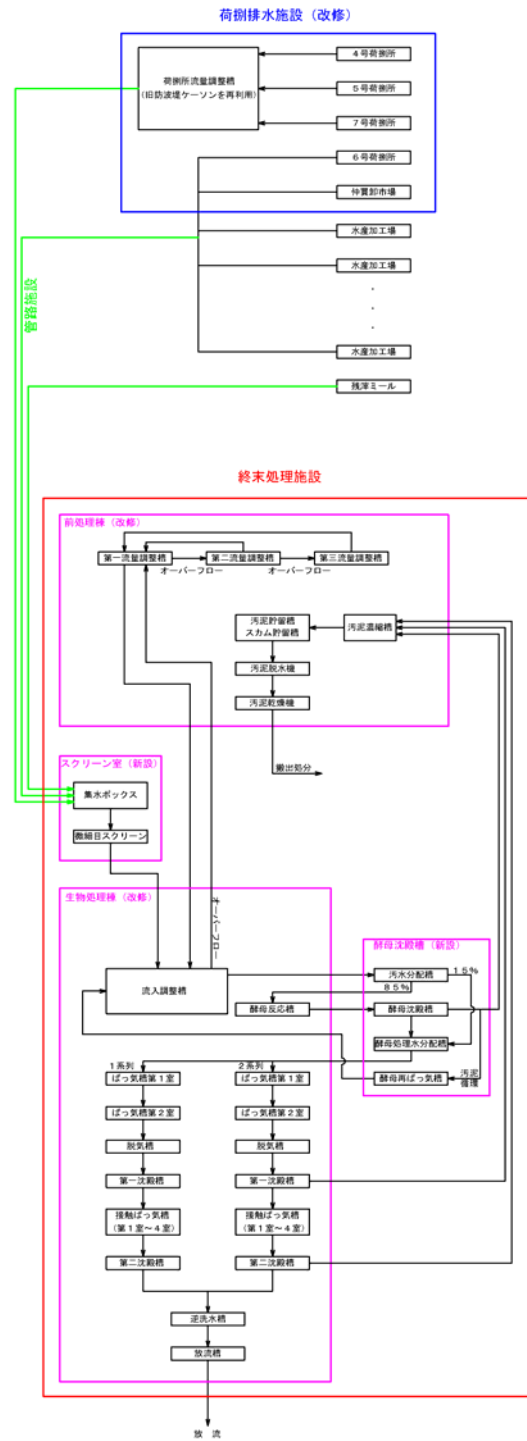 荷捌排水施設（改修）
荷捌所流量調整槽
（旧防波堤ケーソンを再利用）
４号荷捌所
５号荷捌所
７号荷捌所
６号荷捌所
仲買卸市場
水産加工場
水産加工場
・
・
・
水産加工場
残滓ミール
管路施設
終末処理施設
前処理棟（改修）
第一流量調整槽
第二流量調整槽
第三流量調整槽
オーバーフロー
オーバーフロー
汚泥貯留槽
スカム貯留槽
汚泥濃縮槽
汚泥脱水機
汚泥乾燥機
搬出処分
スクリーン室（新設）
集水ボックス
微細目スクリーン
生物処理棟（改修）
オーバーフロー
酵母沈殿槽（新設）
流入調整槽
汚水分配槽
１５％
８５％
酵母反応槽
酵母沈殿槽
酵母処理水分配槽
酵母再ばっ気槽
汚泥
循環
１系列
２系列
ばっ気槽第１室
ばっ気槽第１室
ばっ気槽第２室
ばっ気槽第２室
脱気槽
脱気槽
第一沈殿槽
第一沈殿槽
接触ばっ気槽
（第１室～４室）
接触ばっ気槽
（第１室～４室）
第二沈殿槽
第二沈殿槽
逆洗水槽
放流槽
放　流